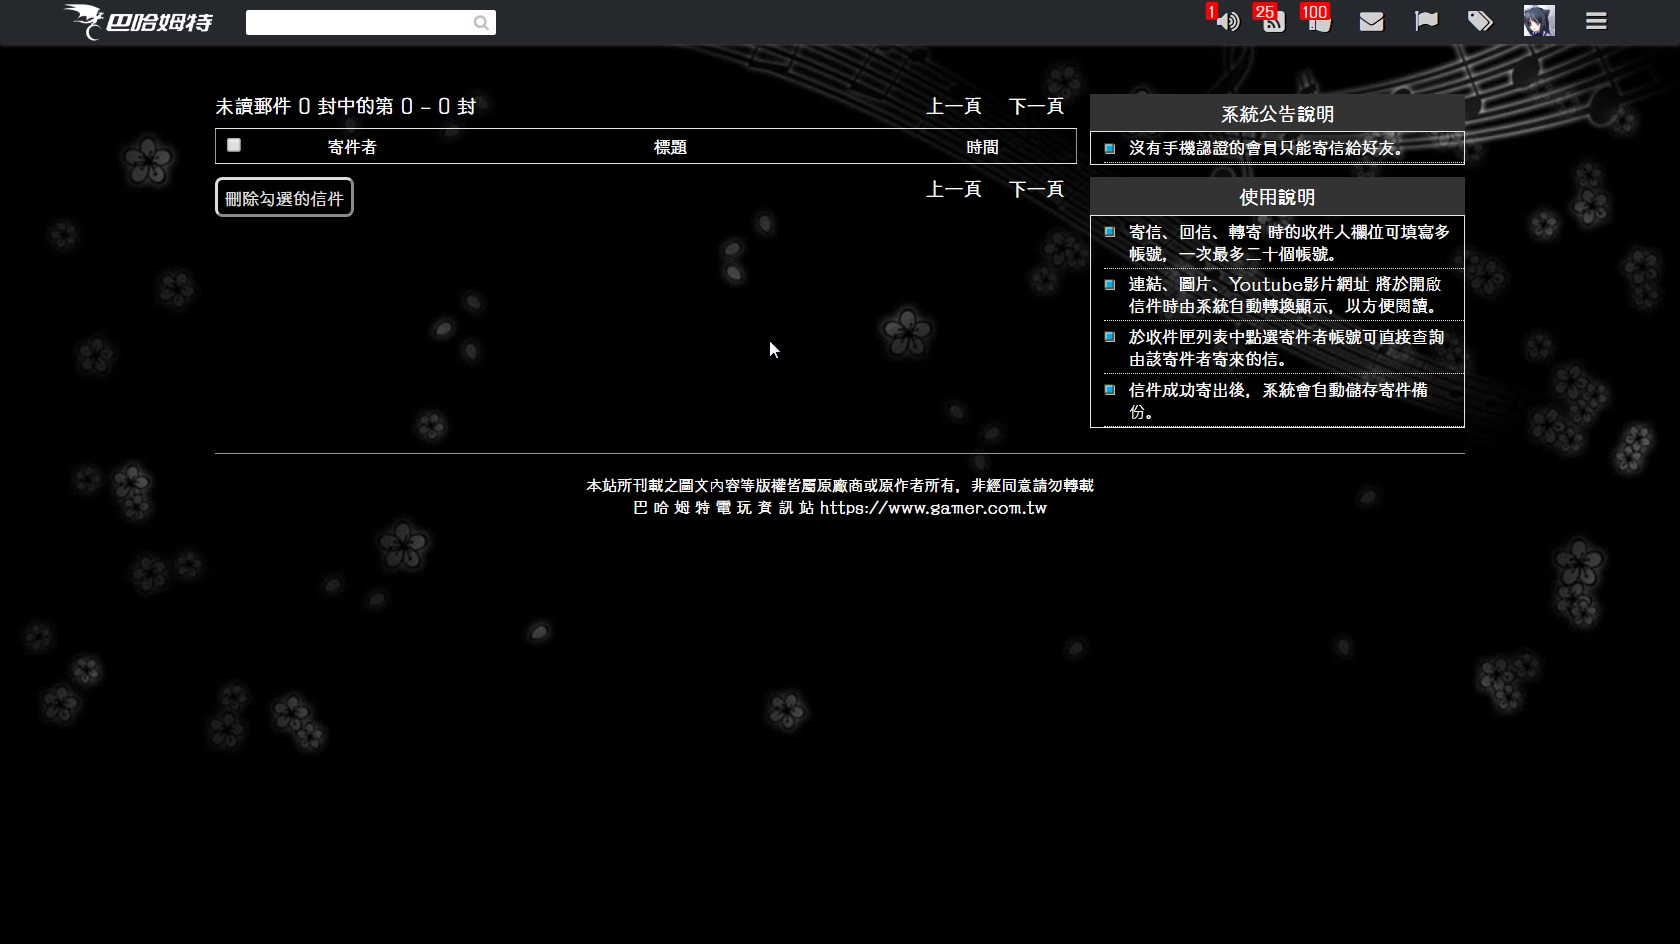 巴哈姆特
1
25
100
未讀郵件 0 封中的第 0 - 0 封
上一頁 下一頁
寄件者 標題 時間
刪除勾選的信件
上一頁 下一頁
系統公告說明
沒有手機認證的會員只能寄信給好友。
使用說明
寄信、回信、轉寄 時的收件人欄位可填寫多
帳號，一次最多二十個帳號。
連結、圖片、Youtube影片網址 將於開啟
信件時由系統自動轉換顯示，以方便閱讀。
於收件匣列表中點選寄件者帳號可直接查詢
由該寄件者寄來的信。
信件成功寄出後，系統會自動儲存寄件備
份。
本站所刊載之圖文內容等版權皆屬原廠商或原作者所有，非經同意請勿轉載
巴 哈 姆 特 電 玩 資 訊 站 https://www.gamer.com.tw